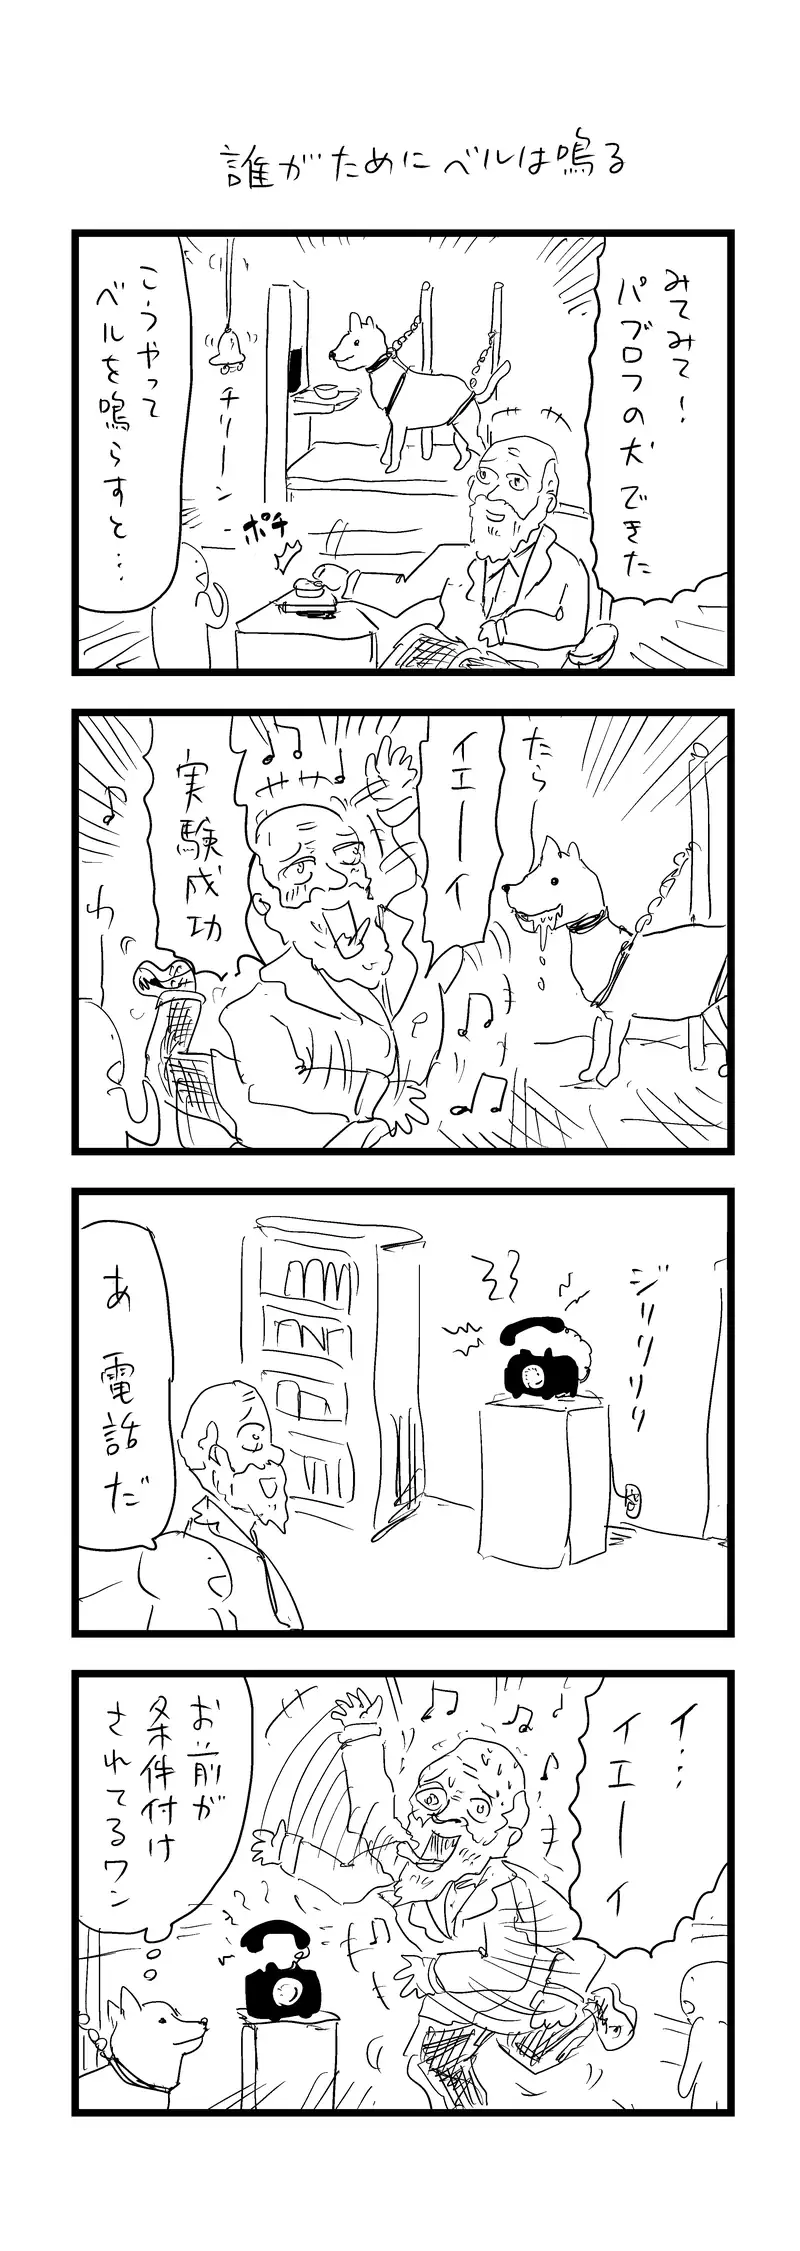 誰がためにベルは鳴る
みてみて！
パブロフの犬できた
チリーン
ポチ
こうやって
ベルを鳴らすと…
たらー
イエーイ
実験成功
ジリリリリ
あ 電話だ
イ…
イエーイ
お前が
条件付け
されてるワン